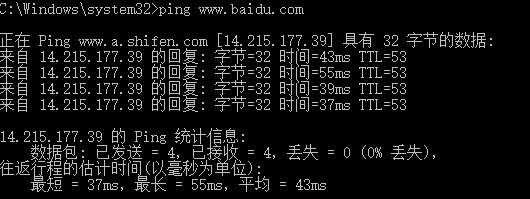 C:\Windows\system32>ping www.baidu.com
正在 Ping www.a.shifen.com [14.215.177.39] 具有 32 字节的数据:
来自 14.215.177.39 的回复: 字节=32 时间=43ms TTL=53
来自 14.215.177.39 的回复: 字节=32 时间=55ms TTL=53
来自 14.215.177.39 的回复: 字节=32 时间=39ms TTL=53
来自 14.215.177.39 的回复: 字节=32 时间=37ms TTL=53
14.215.177.39 的 Ping 统计信息:
数据包: 已发送 = 4, 已接收 = 4, 丢失 = 0 (0% 丢失),
往返行程的估计时间(以毫秒为单位):
最短 = 37ms, 最长 = 55ms, 平均 = 43ms